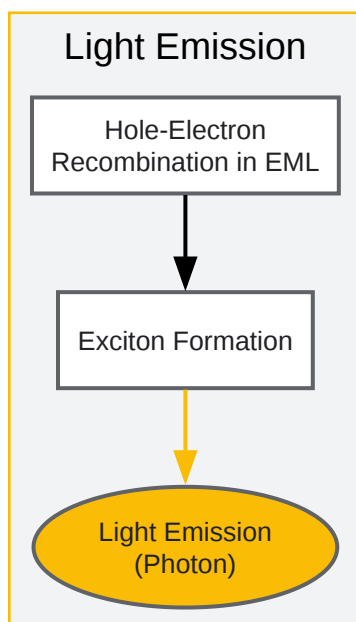 Light Emission
Hole-Electron
Recombination in EML
Exciton Formation
Light Emission
(Photon)